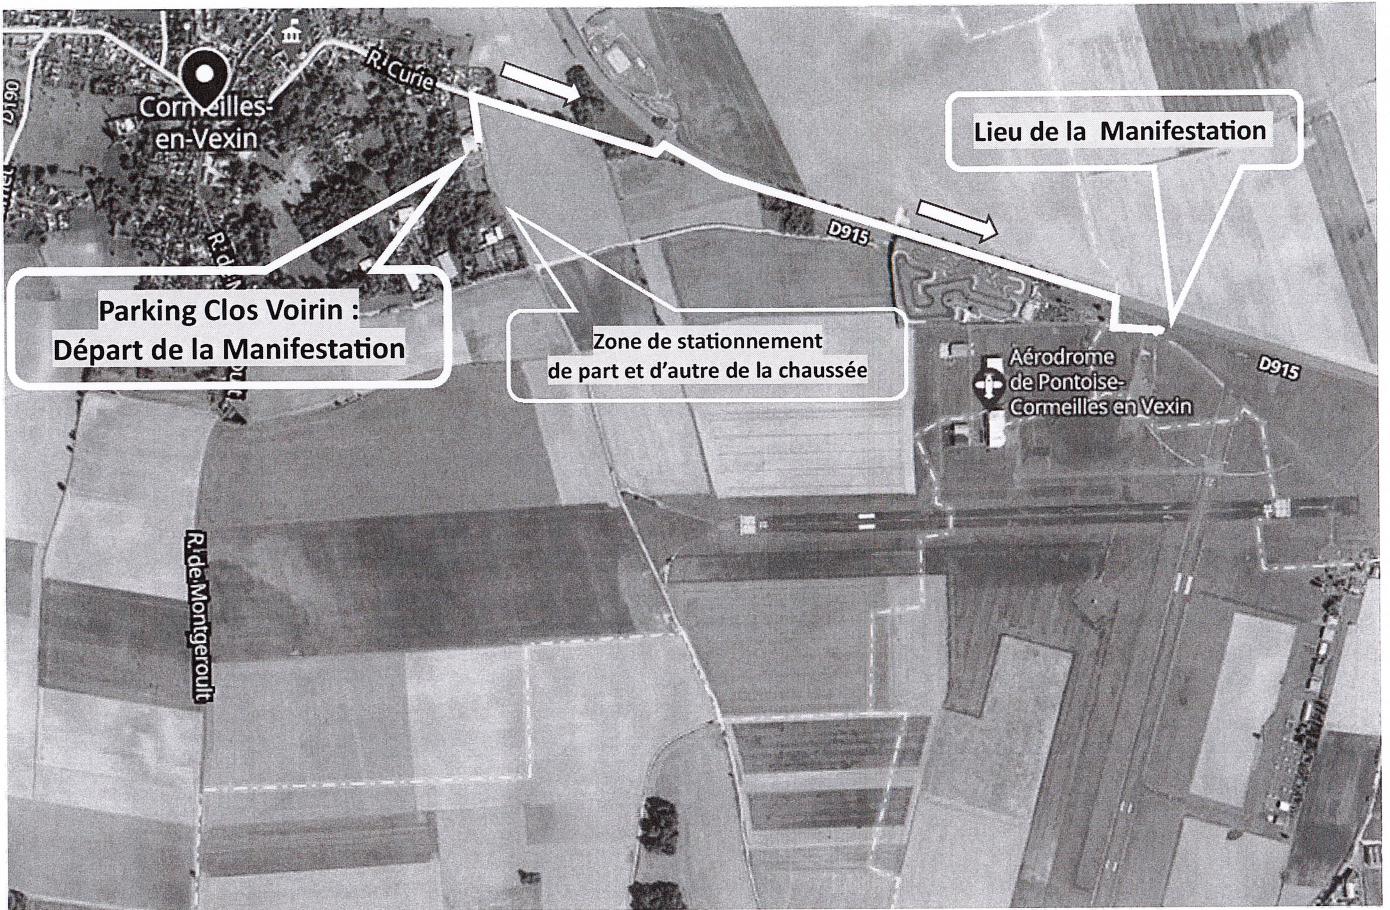 R. Curie
D190
Cormeilles-
en-Vexin
Lieu de la Manifestation
D915
Parking Clos Voirin :
Départ de la Manifestation
Zone de stationnement
de part et d'autre de la chaussée
Aérodrome
de Pontoise-
Cormeilles en Vexin
D915
R. de Montgeroult